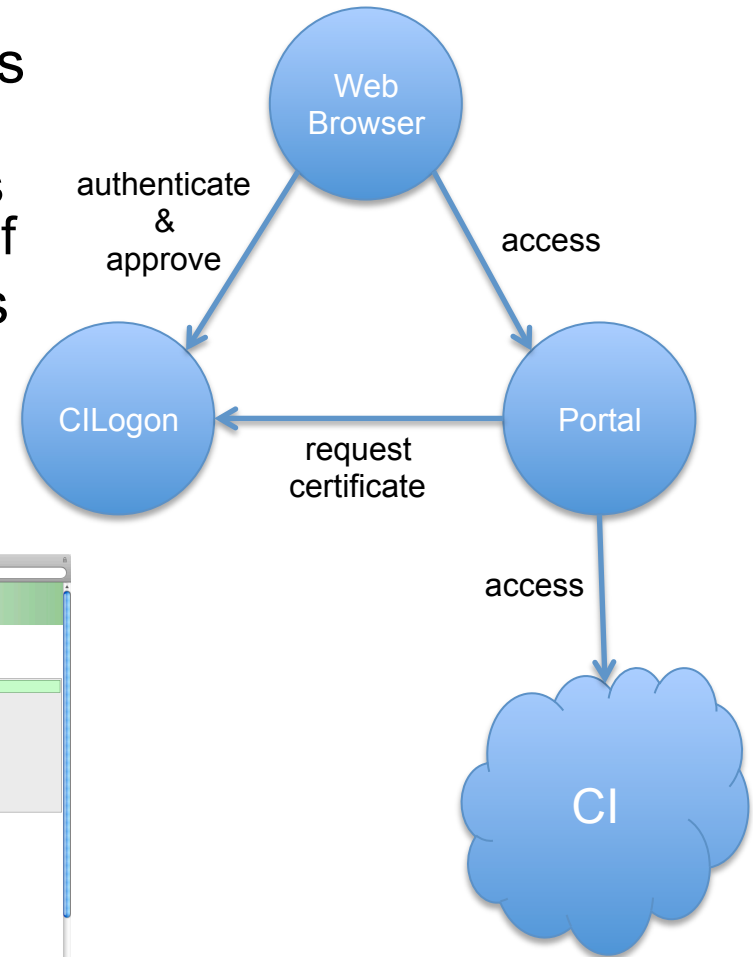 Web
Browser
authenticate
&
approve
access
CILogon
Portal
request
certificate
access
CI